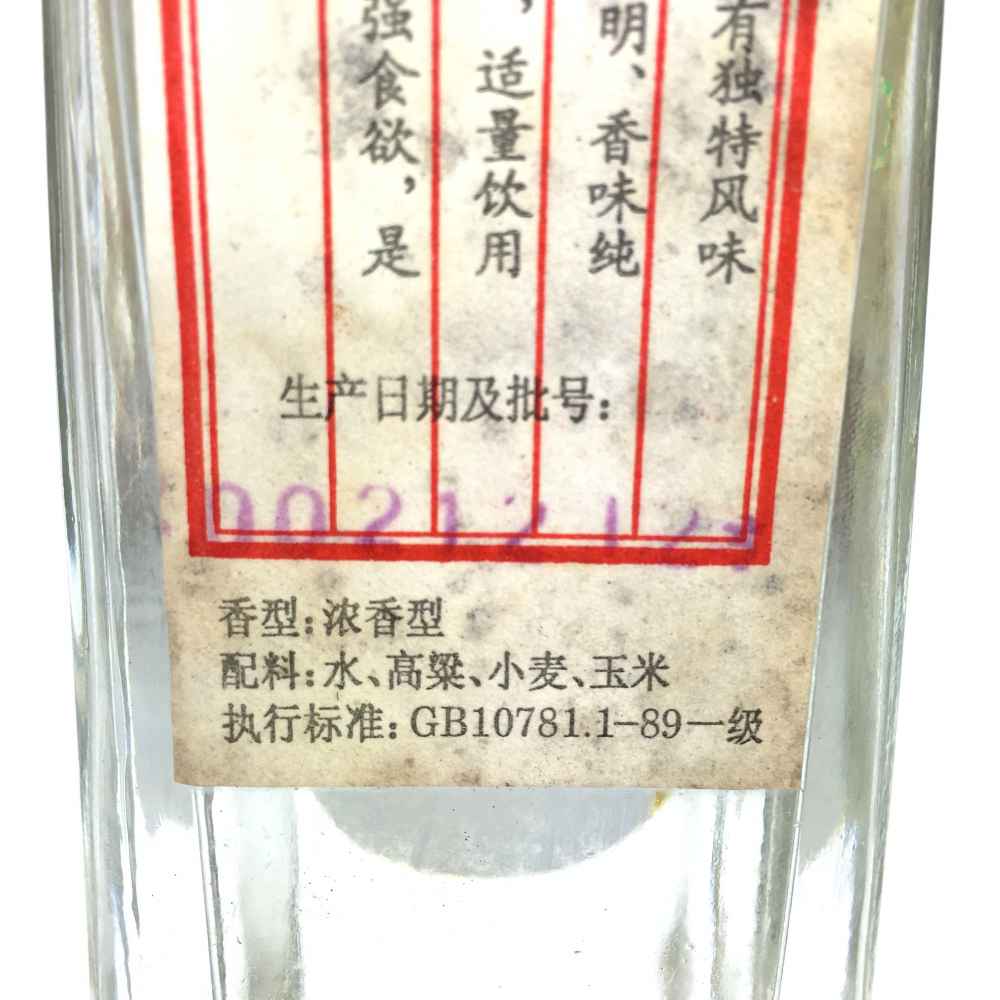 有独特风味
明、香味纯
，适量饮用
强食欲，是
生产日期及批号：
香型：浓香型
配料：水、高粱、小麦、玉米
执行标准：GB10781.1-89一级